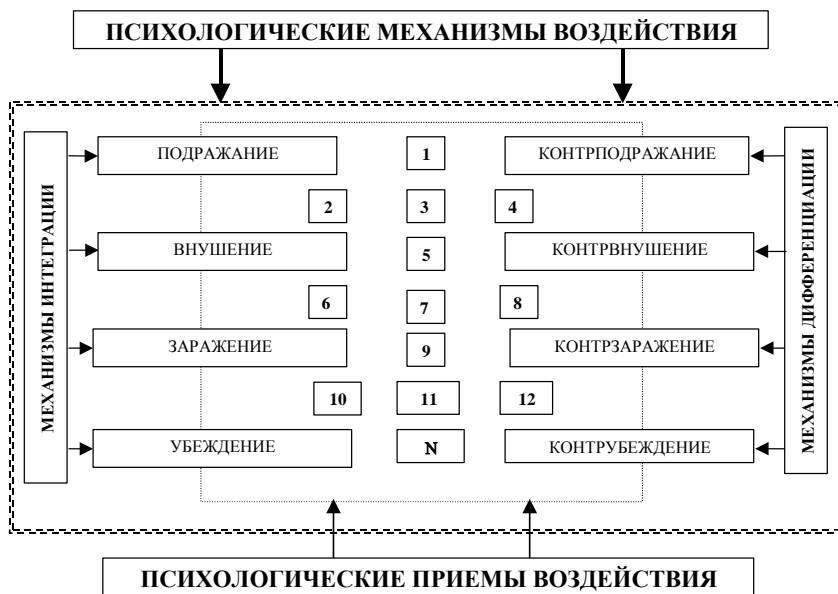 ПСИХОЛОГИЧЕСКИЕ МЕХАНИЗМЫ ВОЗДЕЙСТВИЯ
МЕХАНИЗМЫ ИНТЕГРАЦИИ
ПОДРАЖАНИЕ 1 КОНТРПОДРАЖАНИЕ
2 3 4
ВНУШЕНИЕ 5 КОНТРВНУШЕНИЕ
6 7 8
ЗАРАЖЕНИЕ 9 КОНТРЗАРАЖЕНИЕ
10 11 12
УБЕЖДЕНИЕ N КОНТРУБЕЖДЕНИЕ
МЕХАНИЗМЫ ДИФФЕРЕНЦИАЦИИ
ПСИХОЛОГИЧЕСКИЕ ПРИЕМЫ ВОЗДЕЙСТВИЯ